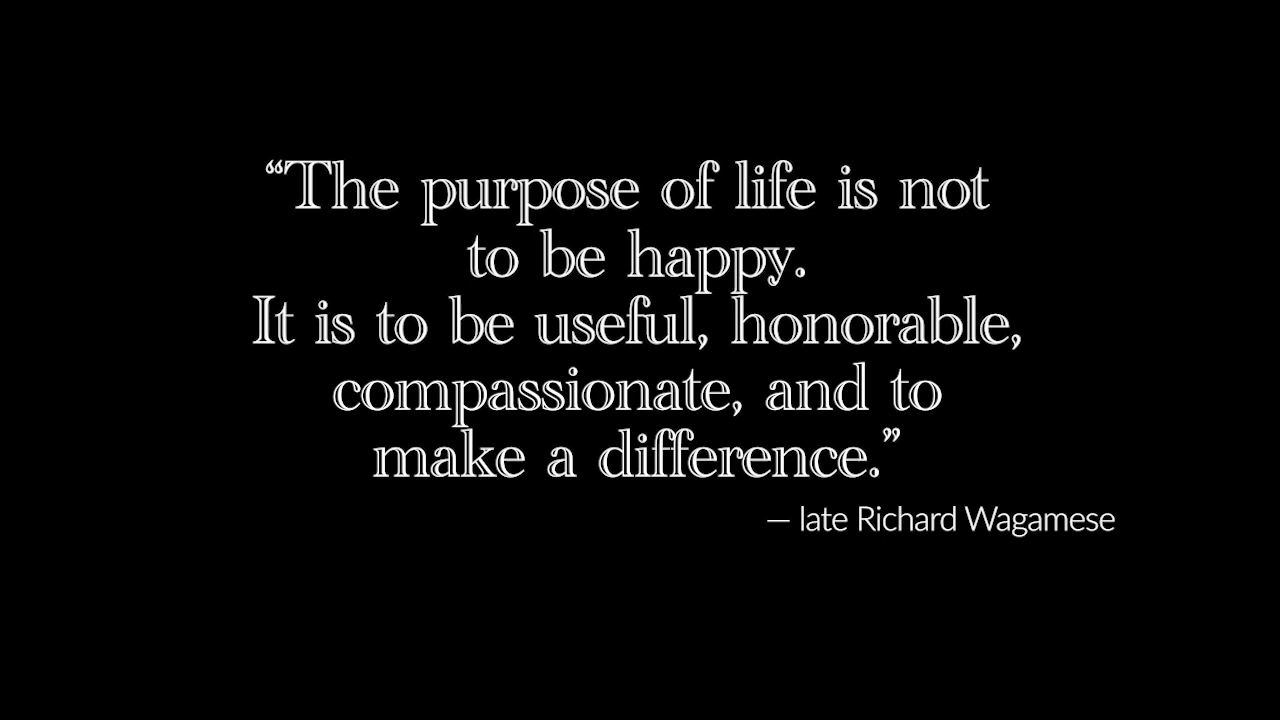 “The purpose of life is not
to be happy.
It is to be useful, honorable,
compassionate, and to
make a difference.”
— late Richard Wagamese